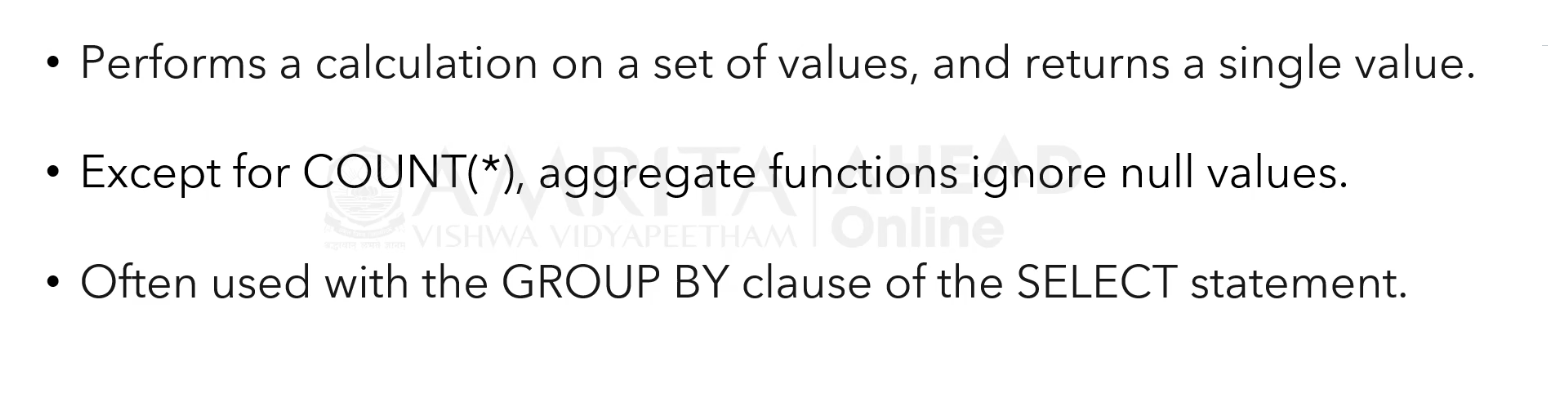 • Performs a calculation on a set of values, and returns a single value.
• Except for COUNT(*), aggregate functions ignore null values.
AMRITA AHEAD
VISHWA VIDYAPEETHAM Online
• Often used with the GROUP BY clause of the SELECT statement.